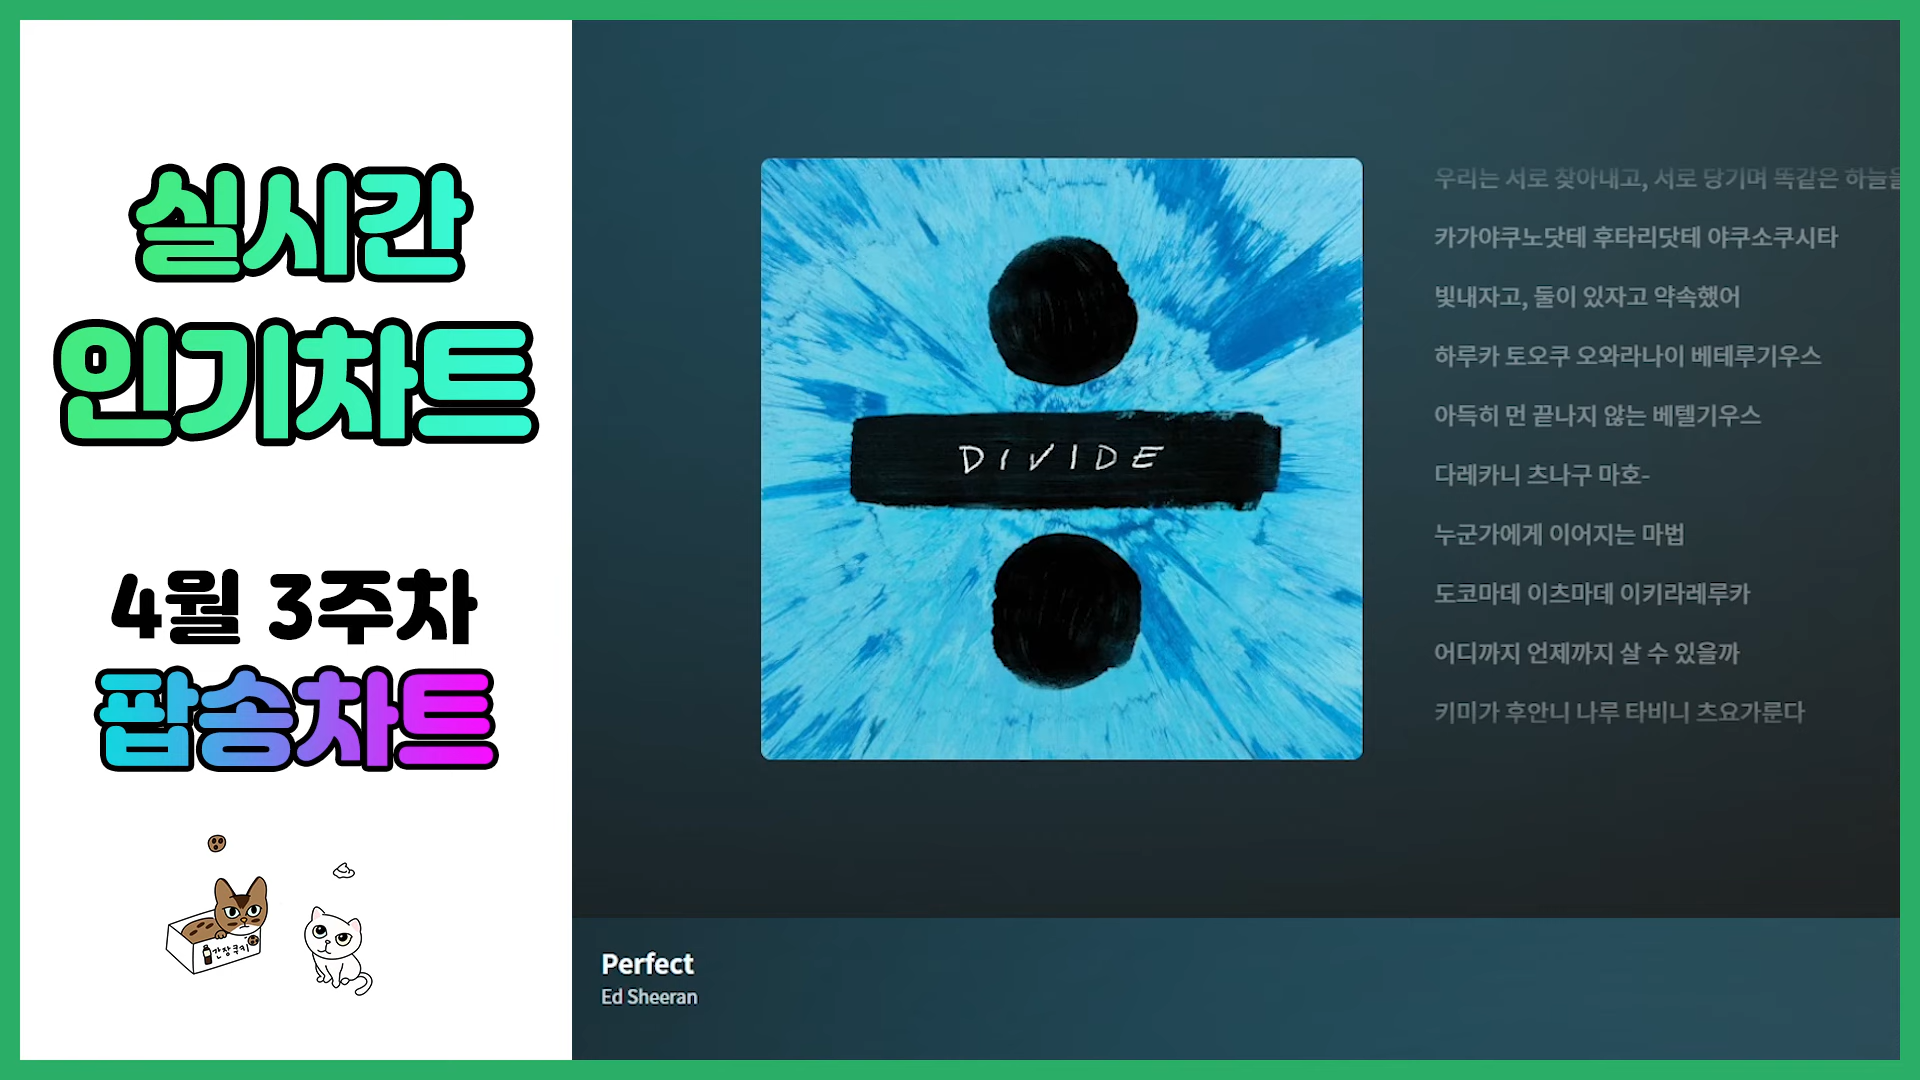 실시간
인기차트
4월 3주차
팝송차트
간장쿠키
DIVIDE
우리는 서로 찾아내고, 서로 당기며 똑같은 하늘을
카가야쿠노닷테 후타리닷테 야쿠소쿠시타
빛내자고, 둘이 있자고 약속했어
하루카 토오쿠 오와라나이 베테루기우스
아득히 먼 끝나지 않는 베텔기우스
다레카니 츠나구 마호-
누군가에게 이어지는 마법
도코마데 이츠마데 이키라레루카
어디까지 언제까지 살 수 있을까
키미가 후안니 나루 타비니 츠요가룬다
Perfect
Ed Sheeran